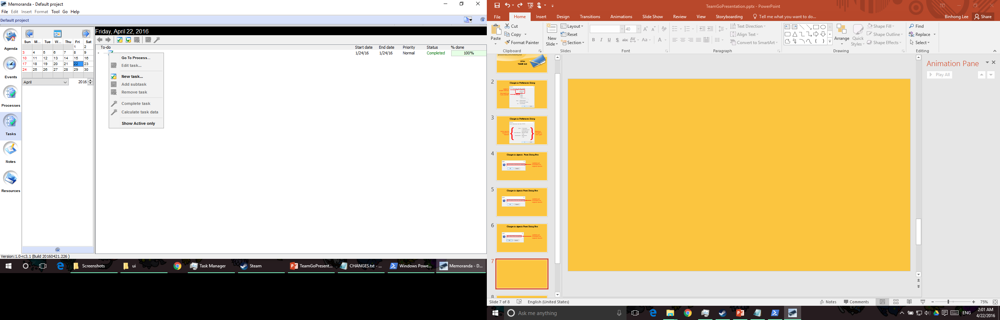 Memoranda - Default project
File Edit Insert Format Tool Go Help
Default project
Agenda
Events
Processes
Tasks
Notes
Resources
Sun M... Tue W... Thu Fri Sat
1 2
3 4 5 6 7 8 9
10 11 12 13 14 15 16
17 18 19 20 21 22 23
24 25 26 27 28 29 30
April 2016
Friday, April 22, 2016
To-do Start date End date Priority Status % done
1/24/16 1/24/16 Normal Completed 100%
Go To Process...
Edit task...
New task...
Add subtask
Remove task
Complete task
Calculate task data
Show Active only
Version:1.0-rc3.1 (Build 20160421.226 )
Screenshots ui Task Manager Steam TeamGoPresent... CHANGES.txt - ... Windows Powe... Memoranda - D...
TeamGoPresentation.pptx - PowerPoint
File Home Insert Design Transitions Animations Slide Show Review View Storyboarding Tell me what you want to do... Binhong Lee Share
Paste
Cut
Copy
Format Painter
Clipboard
New Slide
Layout
Reset
Section
Slides
40
B I U S abc AV Aa A
Font
Text Direction
Align Text
Convert to SmartArt
Paragraph
Arrange
Quick Styles
Shape Fill
Shape Outline
Shape Effects
Drawing
Find
Replace
Select
Editing
personal diary and scheduling tool
TEAM GO
2
Changes in Preferences Dialog
3
Changes in Preferences Dialog
4
Changes in Agenda Panel Dialog Box
5
Changes in Agenda Panel Dialog Box
6
Changes in Agenda Panel Dialog Box
7
8
Animation Pane
Play All
Slide 7 of 8 English (United States) Notes Comments 75%
Ask me anything
ENG
2:01 AM
4/22/2016